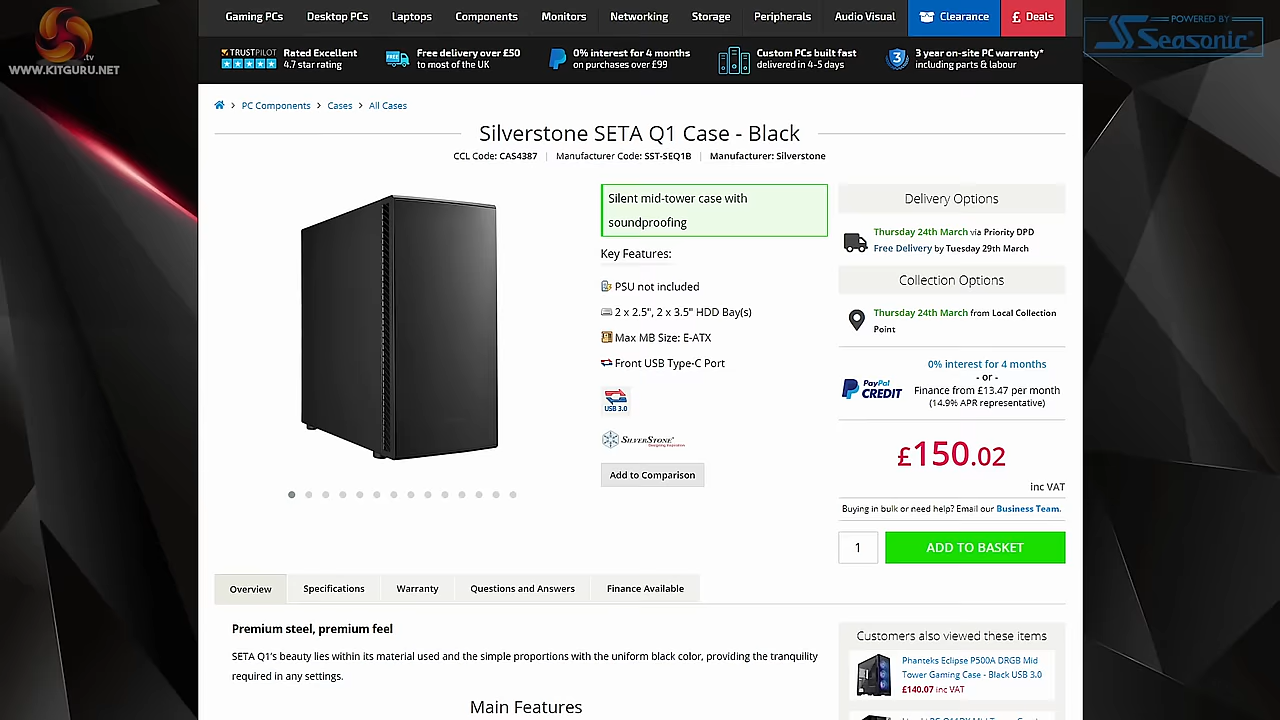 Gaming PCs
Desktop PCs
Laptops
Components
Monitors
Networking
Storage
Peripherals
Audio Visual
Clearance
£ Deals
POWERED BY
Seasonic
.tv
WWW.KITGURU.NET
TRUSTPILOT
Rated Excellent
4.7 star rating
FREE
Free delivery over £50
to most of the UK
0% interest for 4 months
on purchases over £99
Custom PCs built fast
delivered in 4-5 days
3
3 year on-site PC warranty*
including parts & labour
PC Components > Cases > All Cases
Silverstone SETA Q1 Case - Black
CCL Code: CAS4387 | Manufacturer Code: SST-SEQ1B | Manufacturer: Silverstone
Silent mid-tower case with
soundproofing
Key Features:
PSU not included
2 x 2.5", 2 x 3.5" HDD Bay(s)
Max MB Size: E-ATX
Front USB Type-C Port
USB 3.0
SILVERSTONE
Designing Inspiration
Add to Comparison
Delivery Options
Thursday 24th March via Priority DPD
Free Delivery by Tuesday 29th March
Collection Options
Thursday 24th March from Local Collection
Point
PayPal
CREDIT
0% interest for 4 months
- or -
Finance from £13.47 per month
(14.9% APR representative)
£150.02
inc VAT
Buying in bulk or need help? Email our Business Team.
1
ADD TO BASKET
Overview
Specifications
Warranty
Questions and Answers
Finance Available
Premium steel, premium feel
SETA Q1's beauty lies within its material used and the simple proportions with the uniform black color, providing the tranquility
required in any settings.
Main Features
Customers also viewed these items
Phanteks Eclipse P500A DRGB Mid
Tower Gaming Case - Black USB 3.0
£140.07 inc VAT